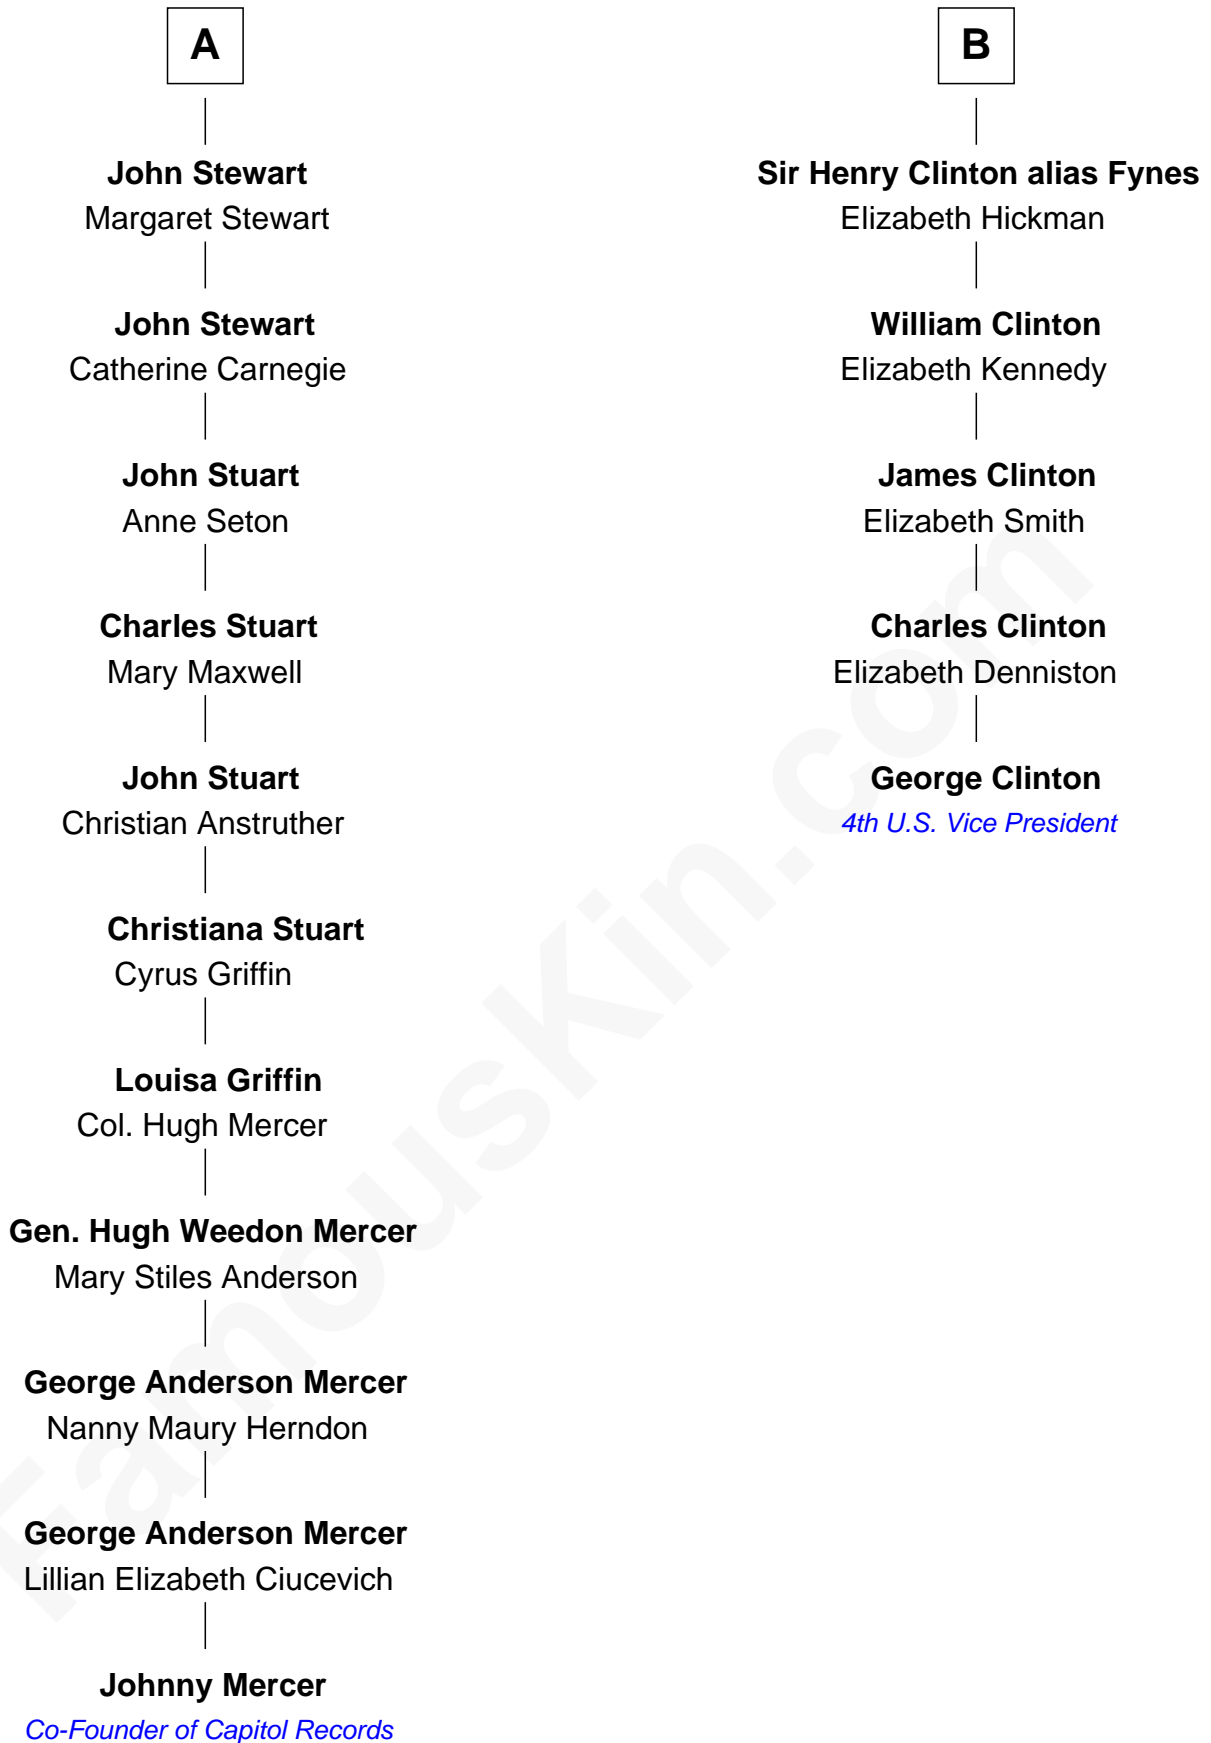 A
John Stewart
Margaret Stewart
John Stewart
Catherine Carnegie
John Stuart
Anne Seton
Charles Stuart
Mary Maxwell
John Stuart
Christian Anstruther
Christiana Stuart
Cyrus Griffin
Louisa Griffin
Col. Hugh Mercer
Gen. Hugh Weedon Mercer
Mary Stiles Anderson
George Anderson Mercer
Nanny Maury Herndon
George Anderson Mercer
Lillian Elizabeth Ciucevich
Johnny Mercer
Co-Founder of Capitol Records
B
Sir Henry Clinton alias Fynes
Elizabeth Hickman
William Clinton
Elizabeth Kennedy
James Clinton
Elizabeth Smith
Charles Clinton
Elizabeth Denniston
George Clinton
4th U.S. Vice President
FamousKin.com